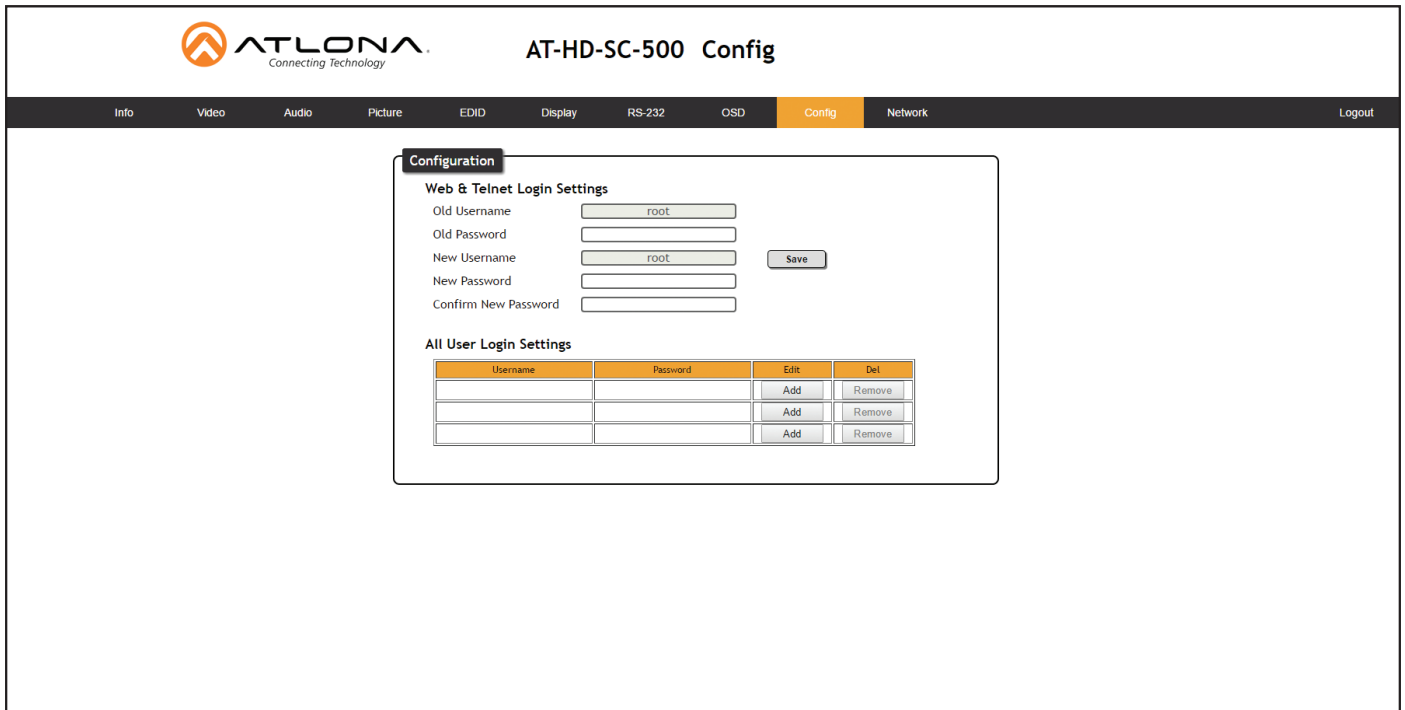 ATLONA.
Connecting Technology
AT-HD-SC-500 Config
Info Video Audio Picture EDID Display RS-232 OSD Config Network Logout
Configuration
Web & Telnet Login Settings
Old Username root
Old Password
New Username root Save
New Password
Confirm New Password
All User Login Settings
Username Password Edit Del
Add Remove
Add Remove
Add Remove